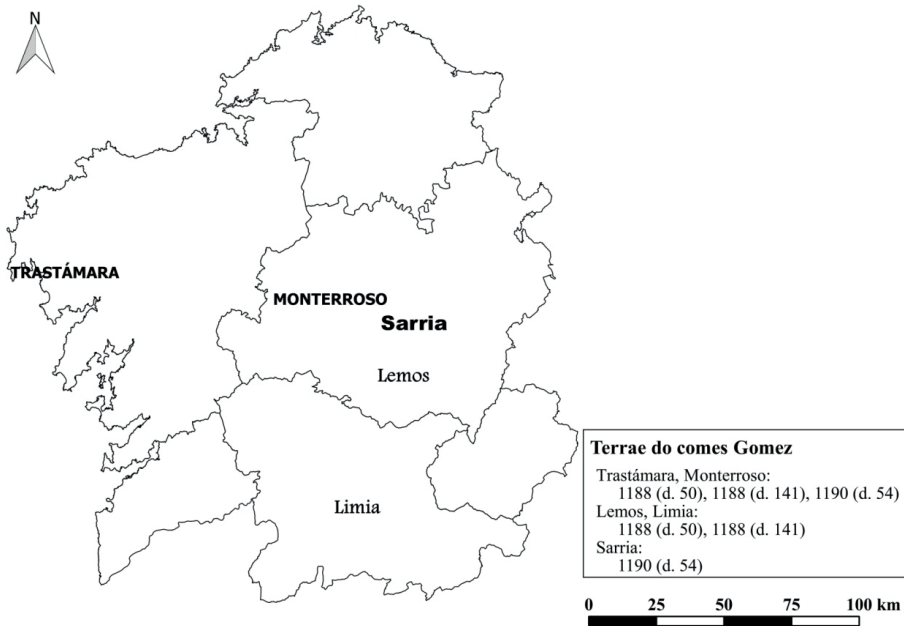 N
TRASTÁMARA
MONTERROSO
Sarria
Lemos
Limia
Terrae do comes Gomez
Trastámara, Monterroso:
1188 (d. 50), 1188 (d. 141), 1190 (d. 54)
Lemos, Limia:
1188 (d. 50), 1188 (d. 141)
Sarria:
1190 (d. 54)
0 25 50 75 100 km